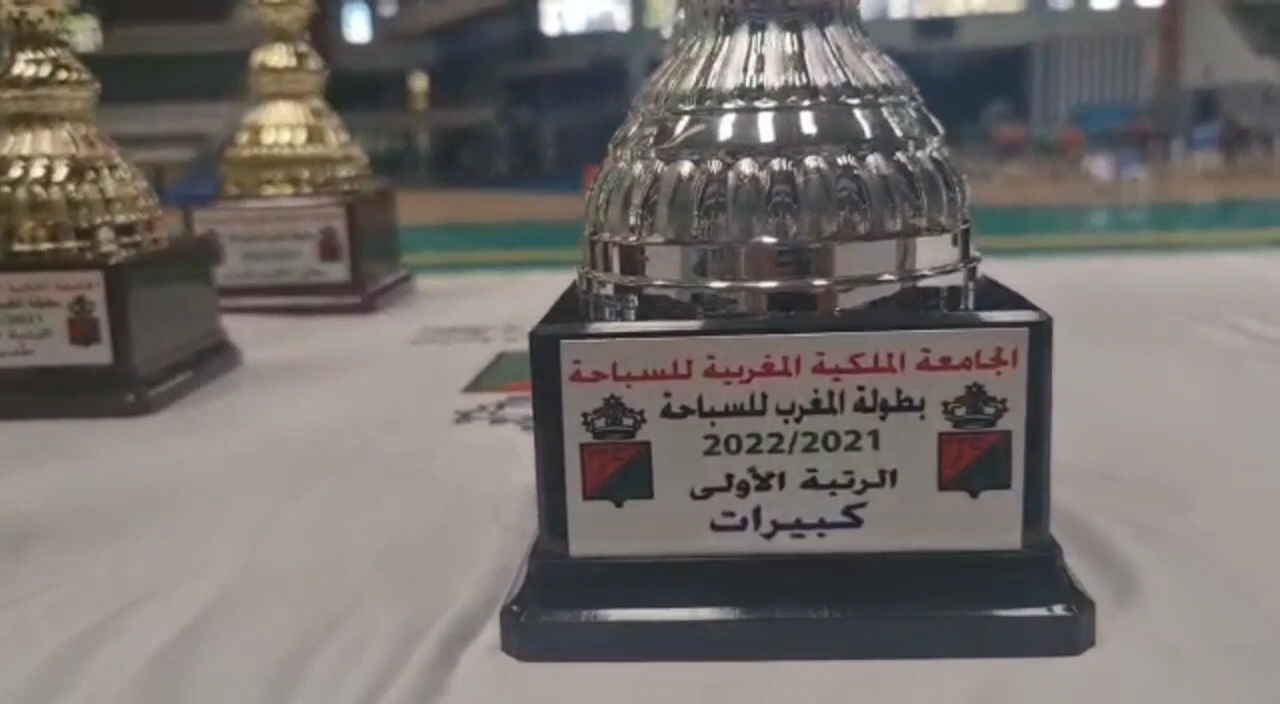 الجامعة الملكية المغربية للسباحة
بطولة المغرب للسباحة
2022/2021
الرتبة الأولى
كبيرات